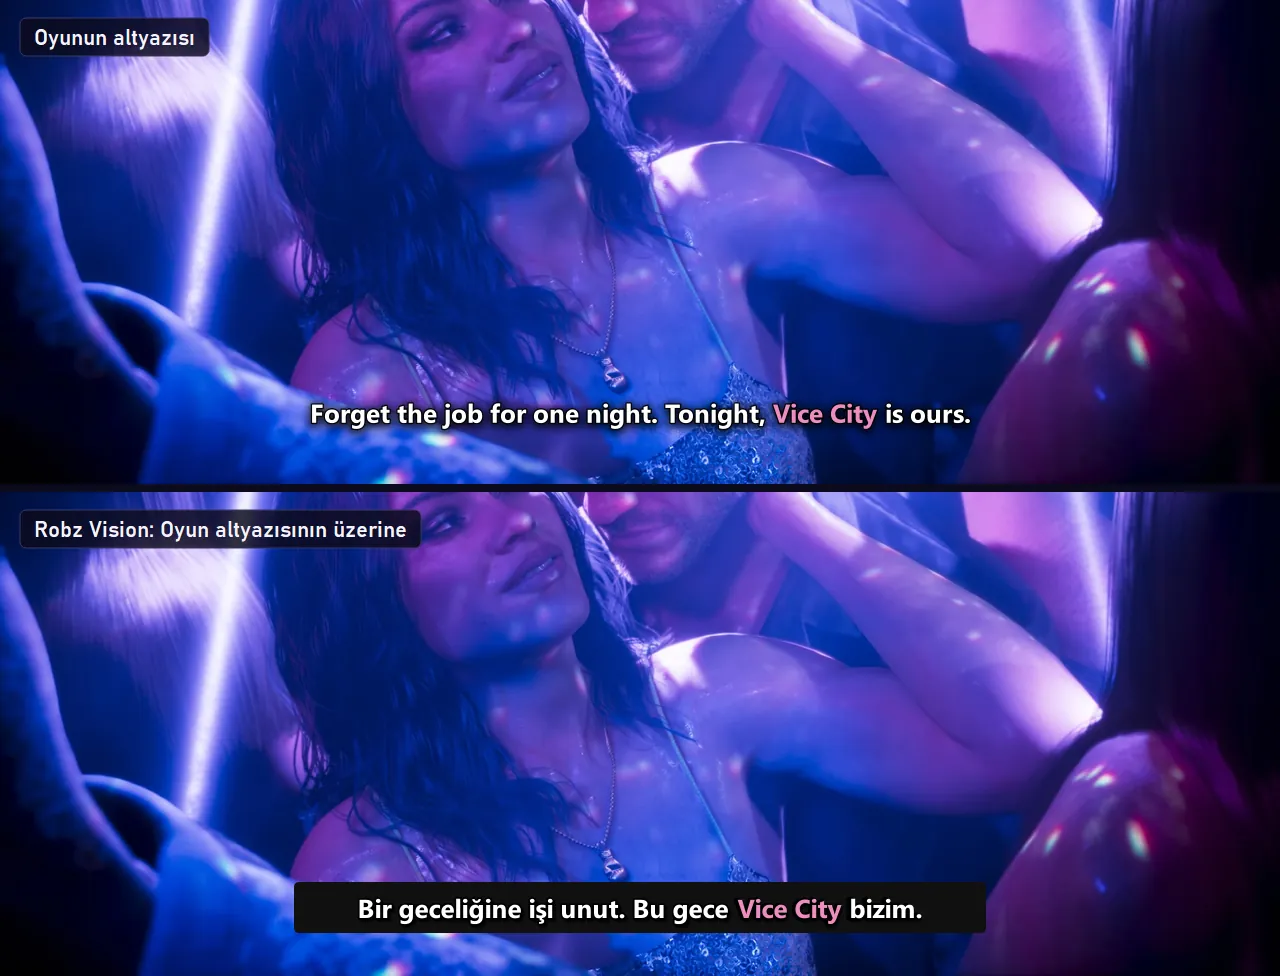 Oyunun altyazısı
Forget the job for one night. Tonight, Vice City is ours.
Robz Vision: Oyun altyazısının üzerine
Bir geceliğine işi unut. Bu gece Vice City bizim.